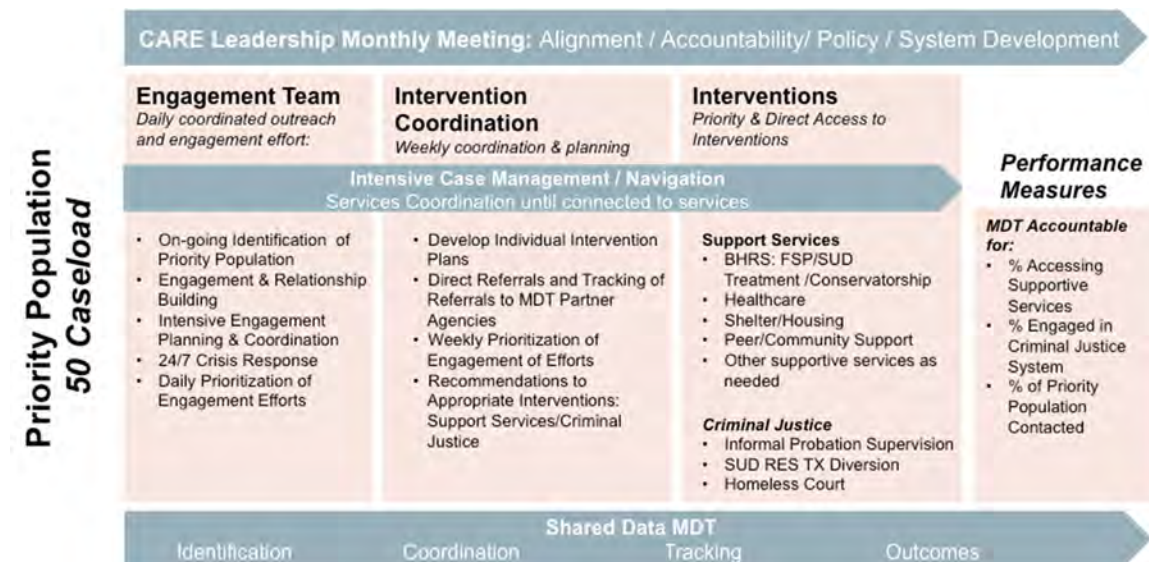 CARE Leadership Monthly Meeting: Alignment / Accountability/ Policy / System Development
Priority Population
50 Caseload
Engagement Team
Daily coordinated outreach
and engagement effort:
Intervention
Coordination
Weekly coordination & planning
Interventions
Priority & Direct Access to
Interventions
Intensive Case Management / Navigation
Services Coordination until connected to services
• On-going Identification of
Priority Population
• Engagement & Relationship
Building
• Intensive Engagement
Planning & Coordination
• 24/7 Crisis Response
• Daily Prioritization of
Engagement Efforts
• Develop Individual Intervention
Plans
• Direct Referrals and Tracking of
Referrals to MDT Partner
Agencies
• Weekly Prioritization of
Engagement of Efforts
• Recommendations to
Appropriate Interventions:
Support Services/Criminal
Justice
Support Services
• BHRS: FSP/SUD
Treatment /Conservatorship
• Healthcare
• Shelter/Housing
• Peer/Community Support
• Other supportive services as
needed
Criminal Justice
• Informal Probation Supervision
• SUD RES TX Diversion
• Homeless Court
Performance
Measures
MDT Accountable
for:
• % Accessing
Supportive
Services
• % Engaged in
Criminal Justice
System
• % of Priority
Population
Contacted
Shared Data MDT
Identification Coordination Tracking Outcomes